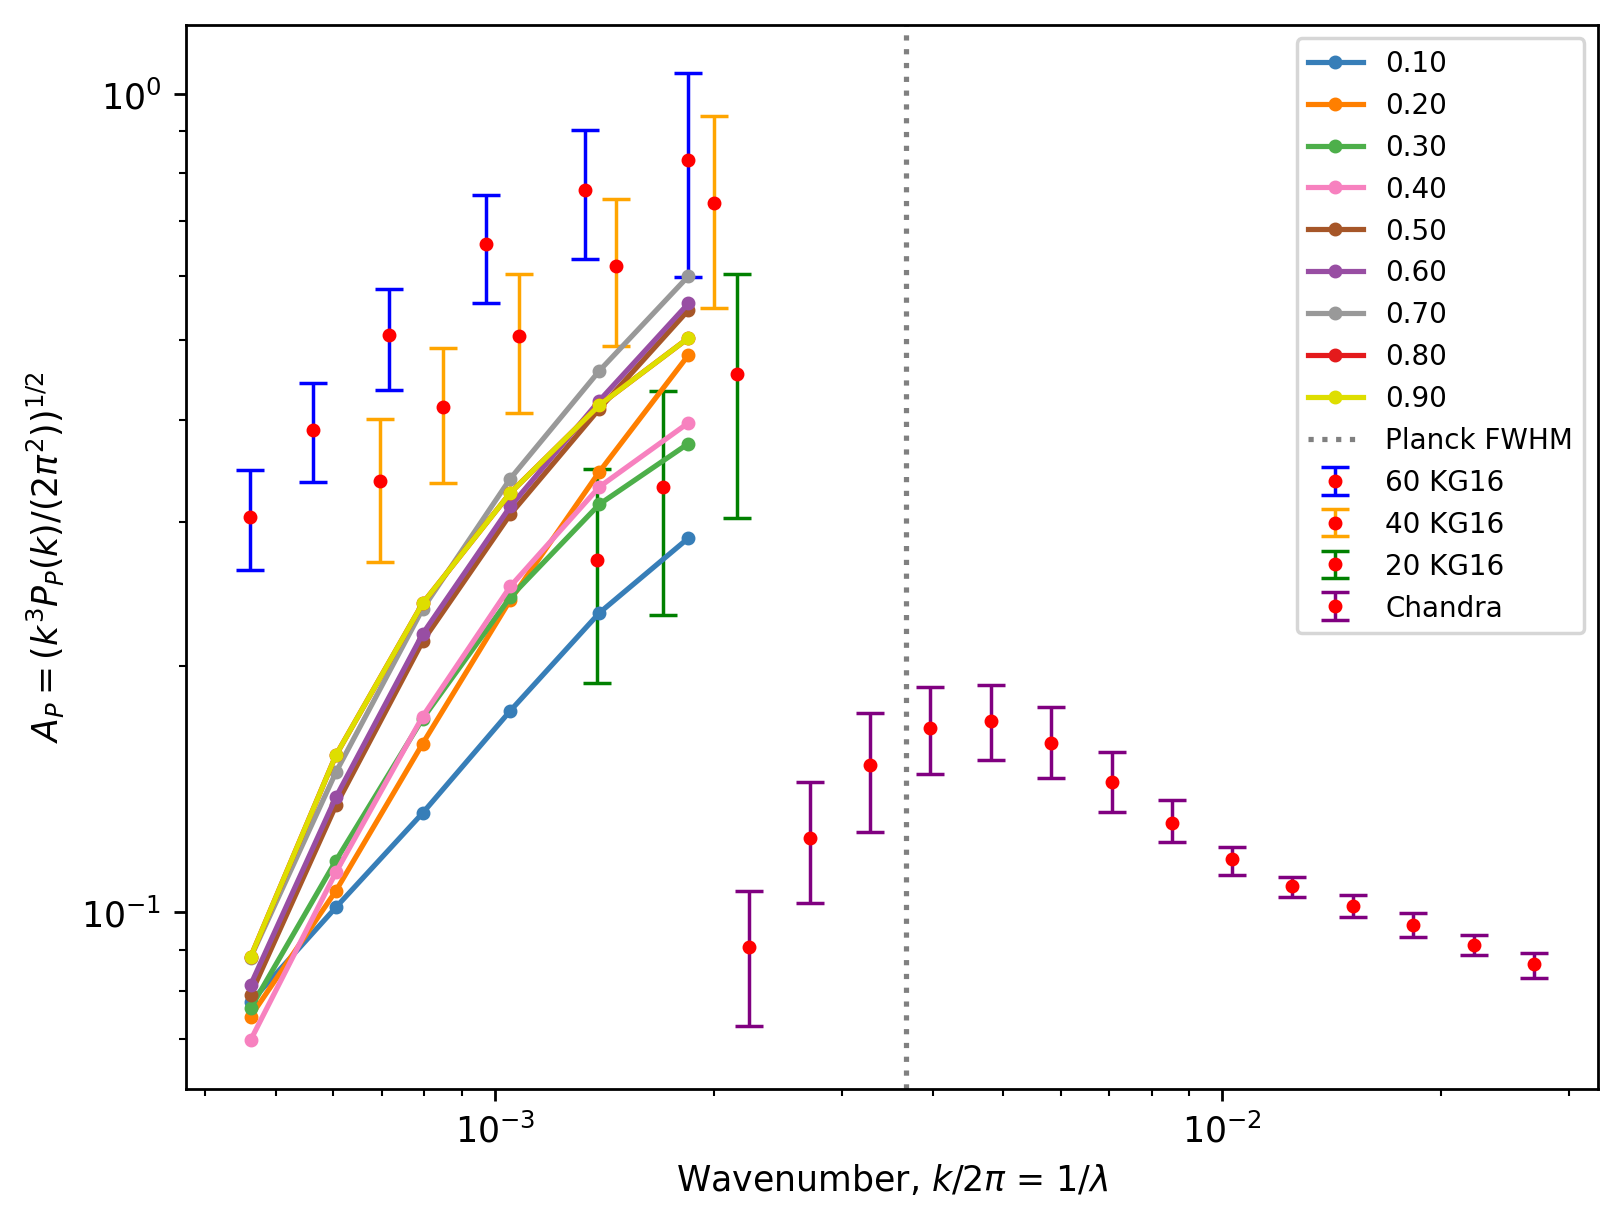 10⁰
10⁻¹
A_P = (k³P_P(k)/(2π²))^{1/2}
10⁻³
10⁻²
Wavenumber, k/2π = 1/λ
0.10
0.20
0.30
0.40
0.50
0.60
0.70
0.80
0.90
Planck FWHM
60 KG16
40 KG16
20 KG16
Chandra